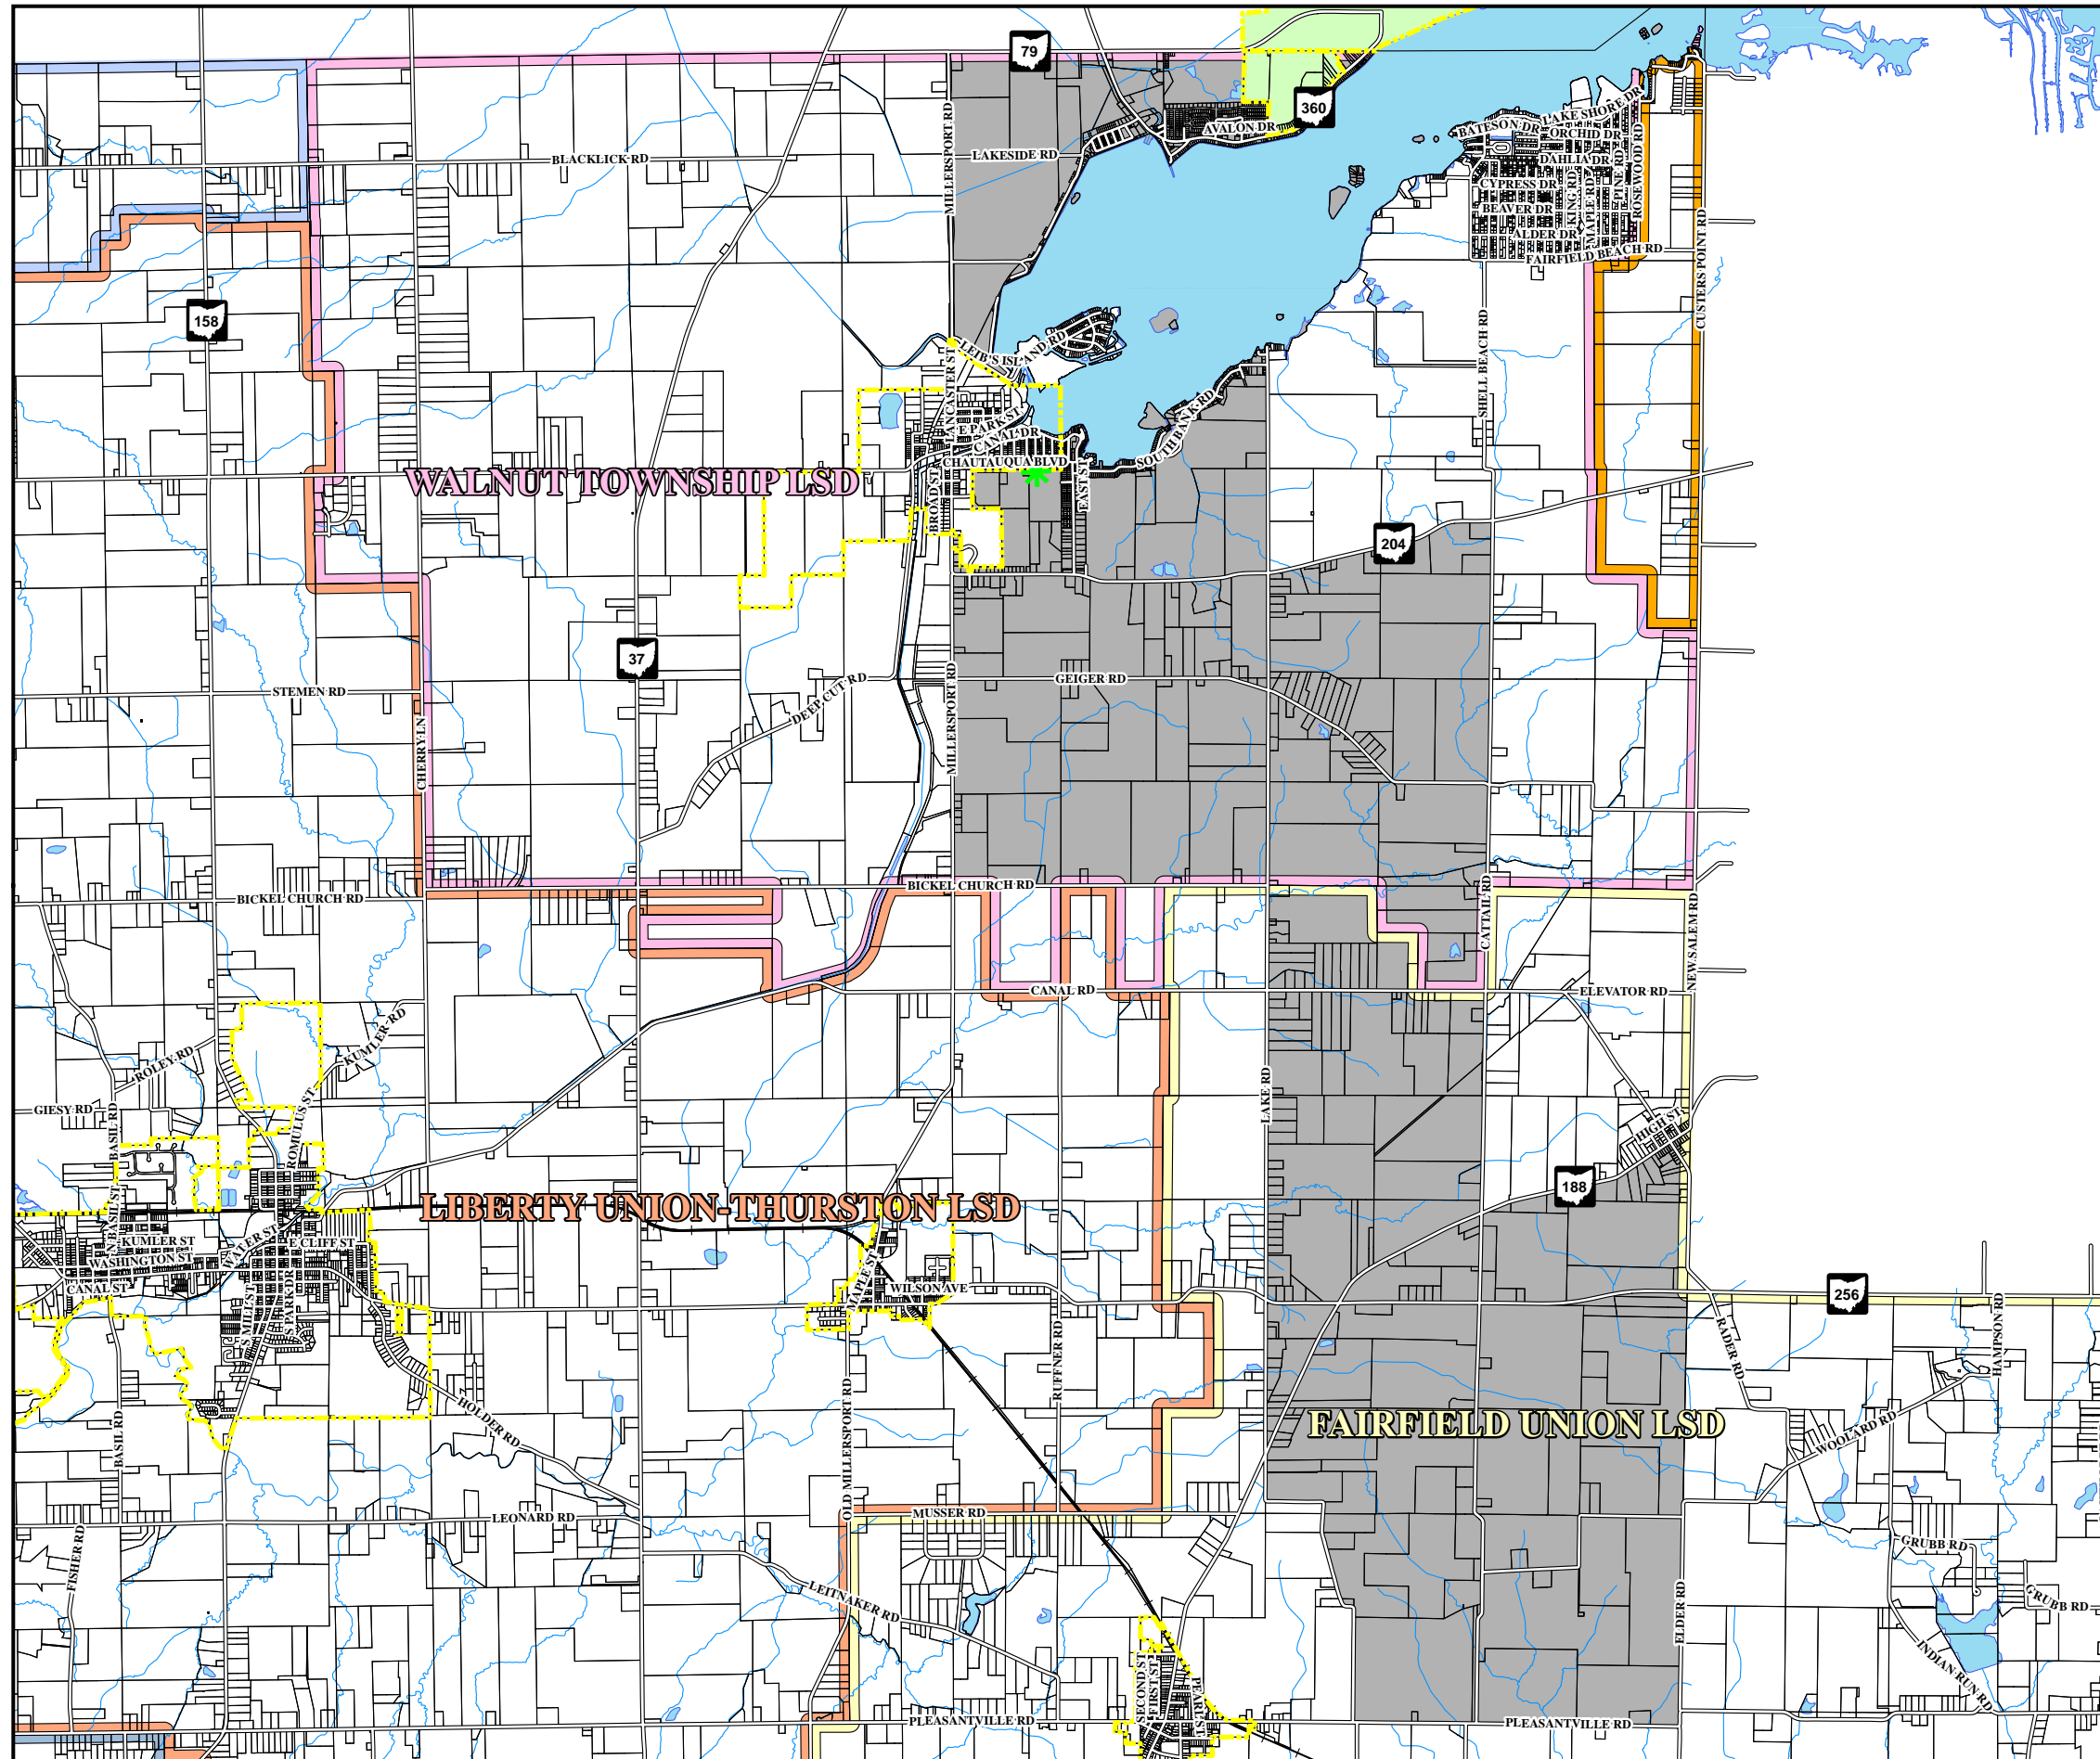 79
360
AVALON DR
BATESON DR
LAKE SHORE DR
ORCHID DR
LAKESIDE RD
BLACKLICK RD
MILLERSPORT RD
DAHLIA DR
CYPRESS DR
KING RD
MAPLE RD
PINE RD
ROSEWOOD RD
BEAVER DR
ALDER DR
FAIRFIELD BEACH RD
CUSTERS POINT RD
158
LEIB'S ISLAND RD
LANCASTER ST
SHELL BEACH RD
E PARK ST
CANAL DR
CHAUTAUQUA BLVD
SOUTH BANK RD
WALNUT TOWNSHIP LSD
BROAD ST
EAST ST
204
37
STEMEN RD
DEEP CUT RD
GEIGER RD
MILLERSPORT RD
CHERRY LN
BICKEL CHURCH RD
BICKEL CHURCH RD
CATTAIL RD
NEW SALEM RD
CANAL RD
ELEVATOR RD
KUMLER RD
ROLEY RD
GIESY RD
BASIL RD
ROMULUS ST
LAKE RD
HIGH ST
188
LIBERTY UNION-THURSTON LSD
N BASIL ST
KUMLER ST
WASHINGTON ST
WATER ST
E CLIFF ST
CANAL ST
MILL ST
S PARK DR
MAPLE ST
WILSON AVE
256
RADER RD
HAMPSON RD
RUFFNER RD
OLD MILLERSPORT RD
HOLDER RD
BASIL RD
FAIRFIELD UNION LSD
WOOLARD RD
LEONARD RD
MUSSER RD
FISHER RD
GRUBB RD
GRUBB RD
LEITNAKER RD
ELDER RD
INDIAN RUN RD
SECOND ST
FIRST ST
PEARL ST
PLEASANTVILLE RD
PLEASANTVILLE RD